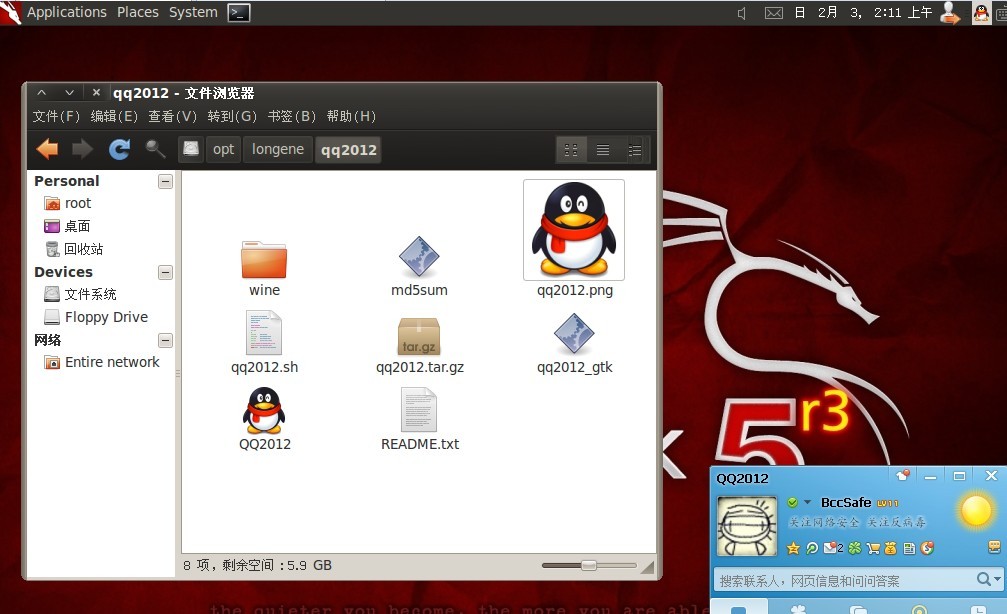 Applications Places System
日 2月 3, 2:11 上午
qq2012 - 文件浏览器
文件(F) 编辑(E) 查看(V) 转到(G) 书签(B) 帮助(H)
opt longene qq2012
Personal
root
桌面
回收站
Devices
文件系统
Floppy Drive
网络
Entire network
wine md5sum qq2012.png
tar.gz
qq2012.sh qq2012.tar.gz qq2012_gtk
QQ2012 README.txt
8 项，剩余空间：5.9 GB
k 5 r3
QQ2012
BccSafe LV11
关注网络安全 关注反病毒
2
搜索联系人，网页信息和问问答案
the quieter you become, the more you are able